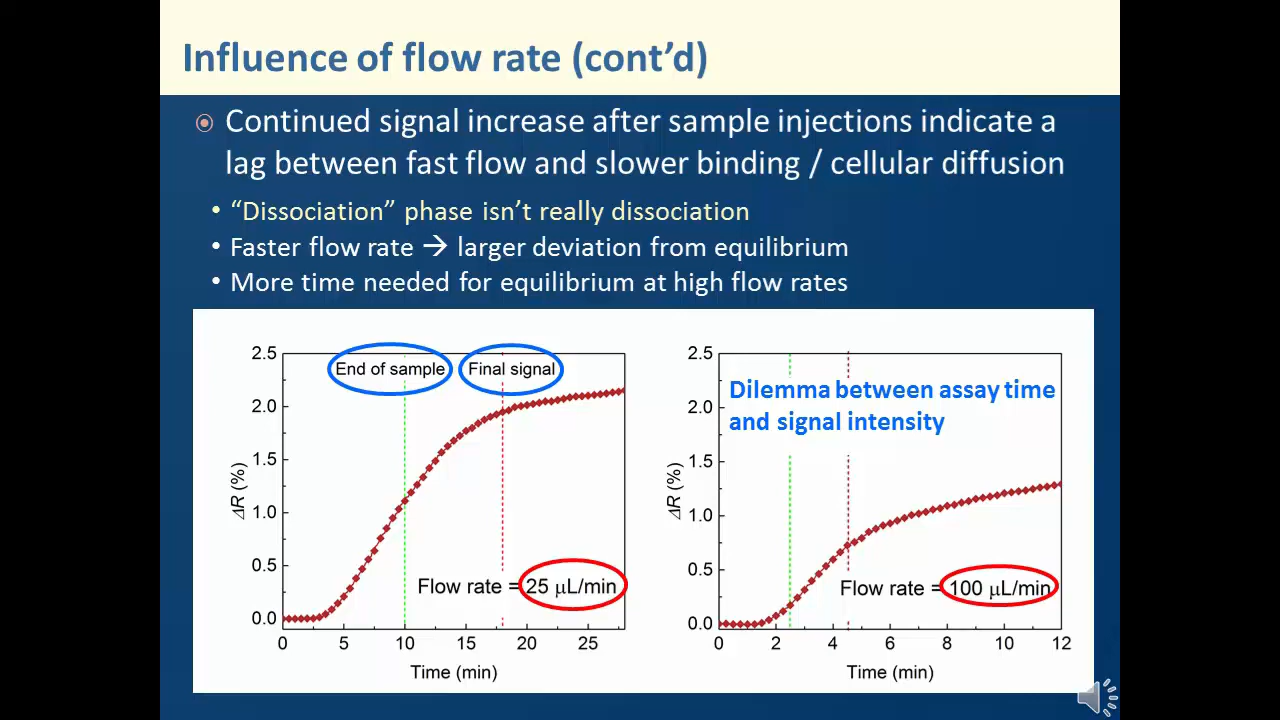 Influence of flow rate (cont’d)
Continued signal increase after sample injections indicate a
lag between fast flow and slower binding / cellular diffusion
• “Dissociation” phase isn’t really dissociation
• Faster flow rate → larger deviation from equilibrium
• More time needed for equilibrium at high flow rates
2.5
2.0
1.5
1.0
0.5
0.0
ΔR (%)
End of sample
Final signal
Flow rate = 25 μL/min
0 5 10 15 20 25
Time (min)
2.5
2.0
1.5
1.0
0.5
0.0
ΔR (%)
Dilemma between assay time
and signal intensity
Flow rate = 100 μL/min
0 2 4 6 8 10 12
Time (min)